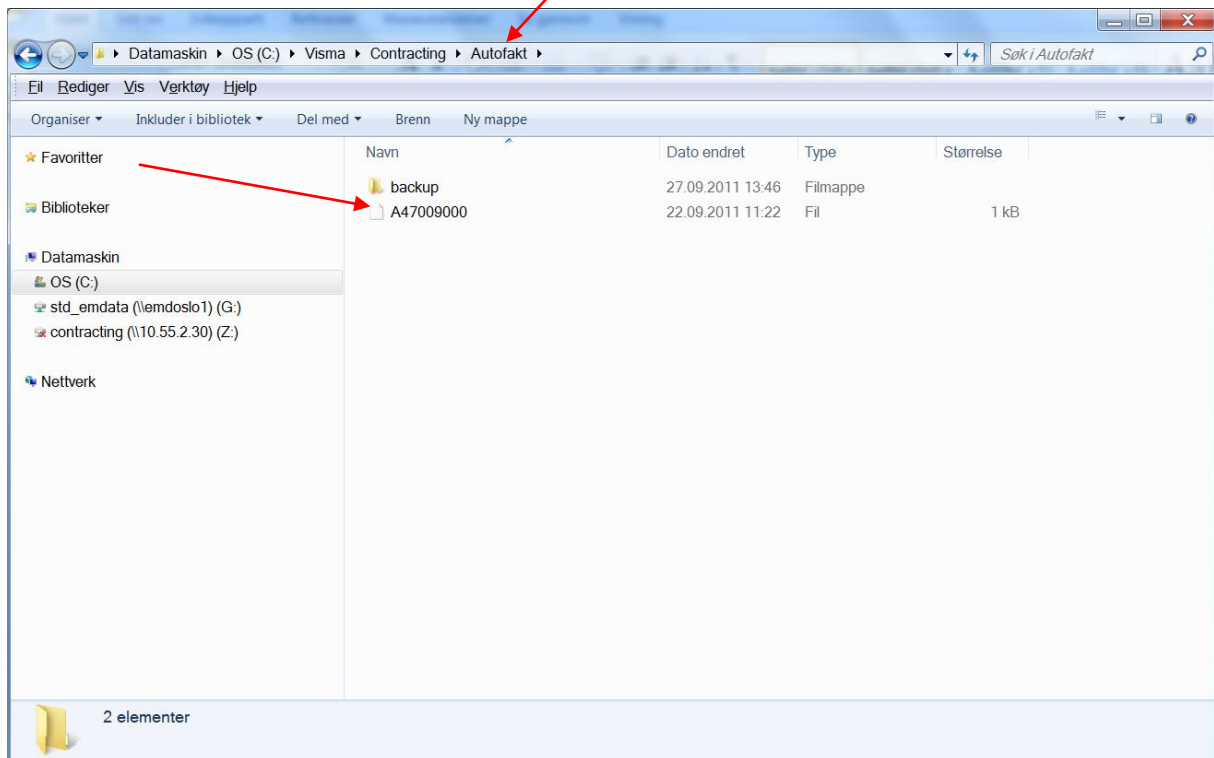 Datamaskin ▸ OS (C:) ▸ Visma ▸ Contracting ▸ Autofakt ▸ Søk i Autofakt
Fil Rediger Vis Verktøy Hjelp
Organiser Inkluder i bibliotek Del med Brenn Ny mappe
Favoritter
Biblioteker
Datamaskin
OS (C:)
std_emdata (\\emdoslo1) (G:)
contracting (\\10.55.2.30) (Z:)
Nettverk
Navn Dato endret Type Størrelse
backup 27.09.2011 13:46 Filmappe
A47009000 22.09.2011 11:22 Fil 1 kB
2 elementer